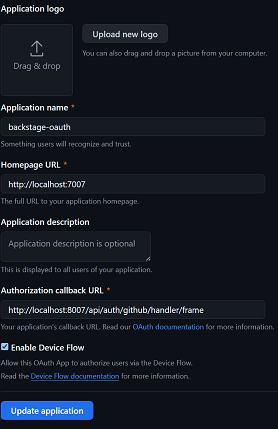 Application logo
Upload new logo
Drag & drop
You can also drag and drop a picture from your computer.
Application name *
backstage-oauth
Something users will recognize and trust.
Homepage URL *
http://localhost:7007
The full URL to your application homepage.
Application description
Application description is optional
This is displayed to all users of your application.
Authorization callback URL *
http://localhost:8007/api/auth/github/handler/frame
Your application's callback URL. Read our OAuth documentation for more information.
Enable Device Flow
Allow this OAuth App to authorize users via the Device Flow.
Read the Device Flow documentation for more information.
Update application